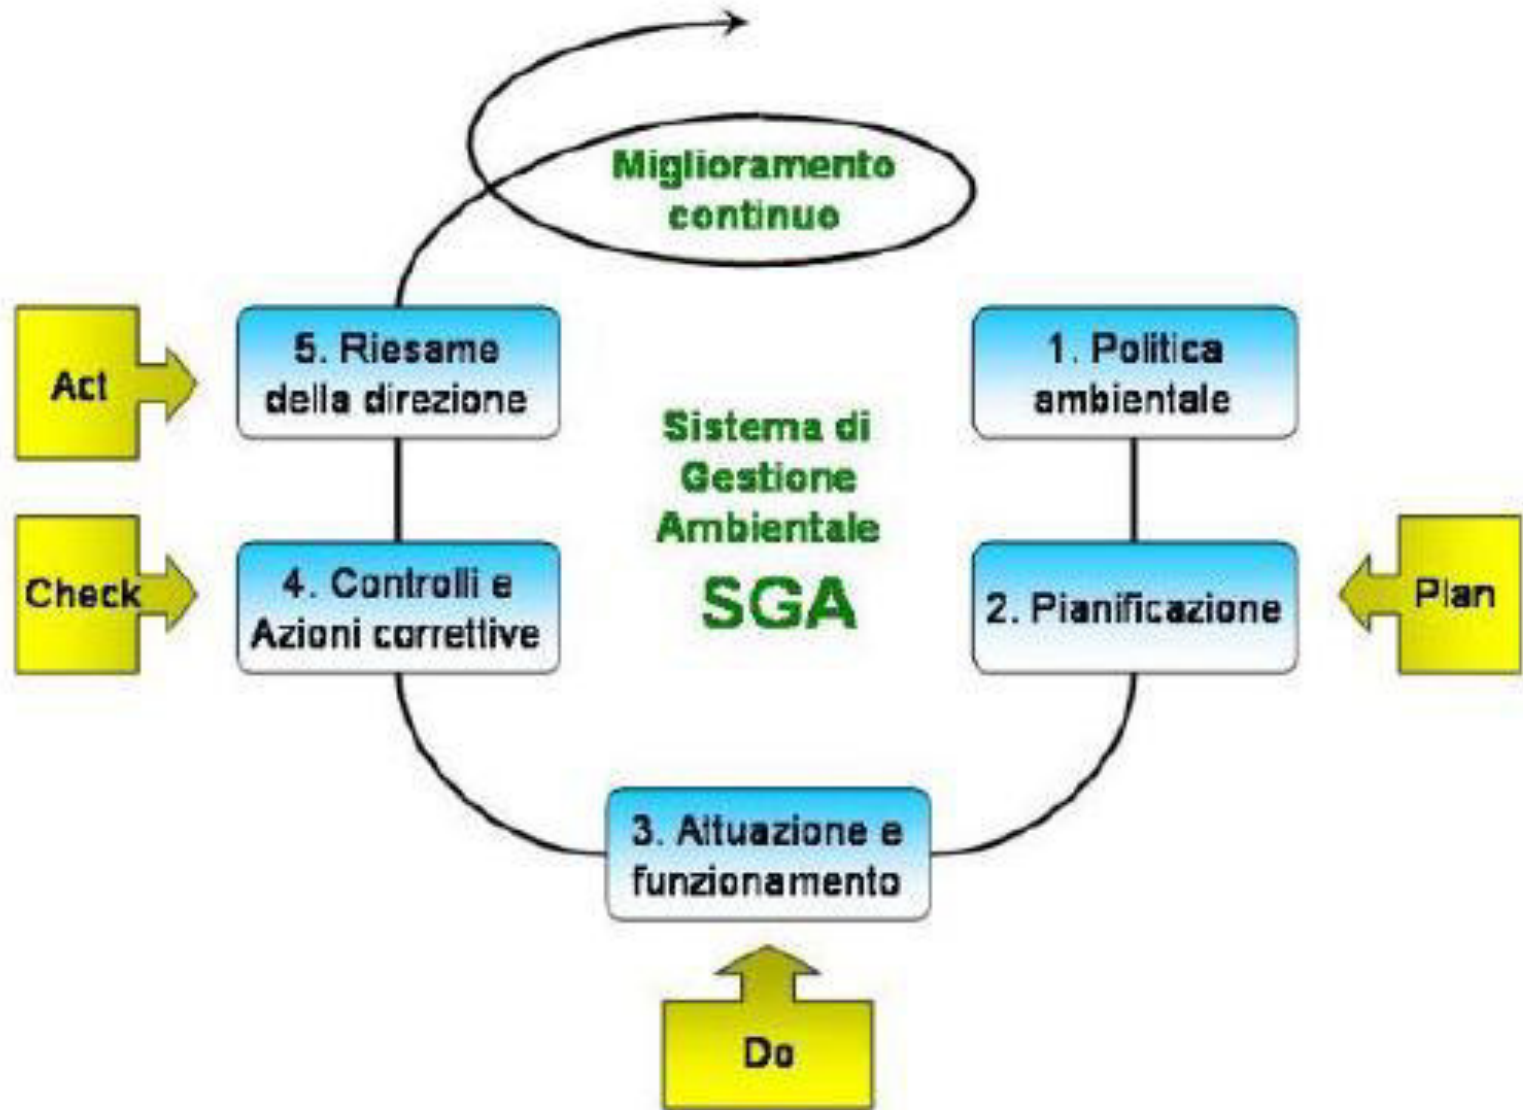 Miglioramento
continuo
Act
5. Riesame
della direzione
1. Politica
ambientale
Sistema di
Gestione
Ambientale
SGA
Check
4. Controlli e
Azioni correttive
2. Pianificazione
Plan
3. Attuazione e
funzionamento
Do